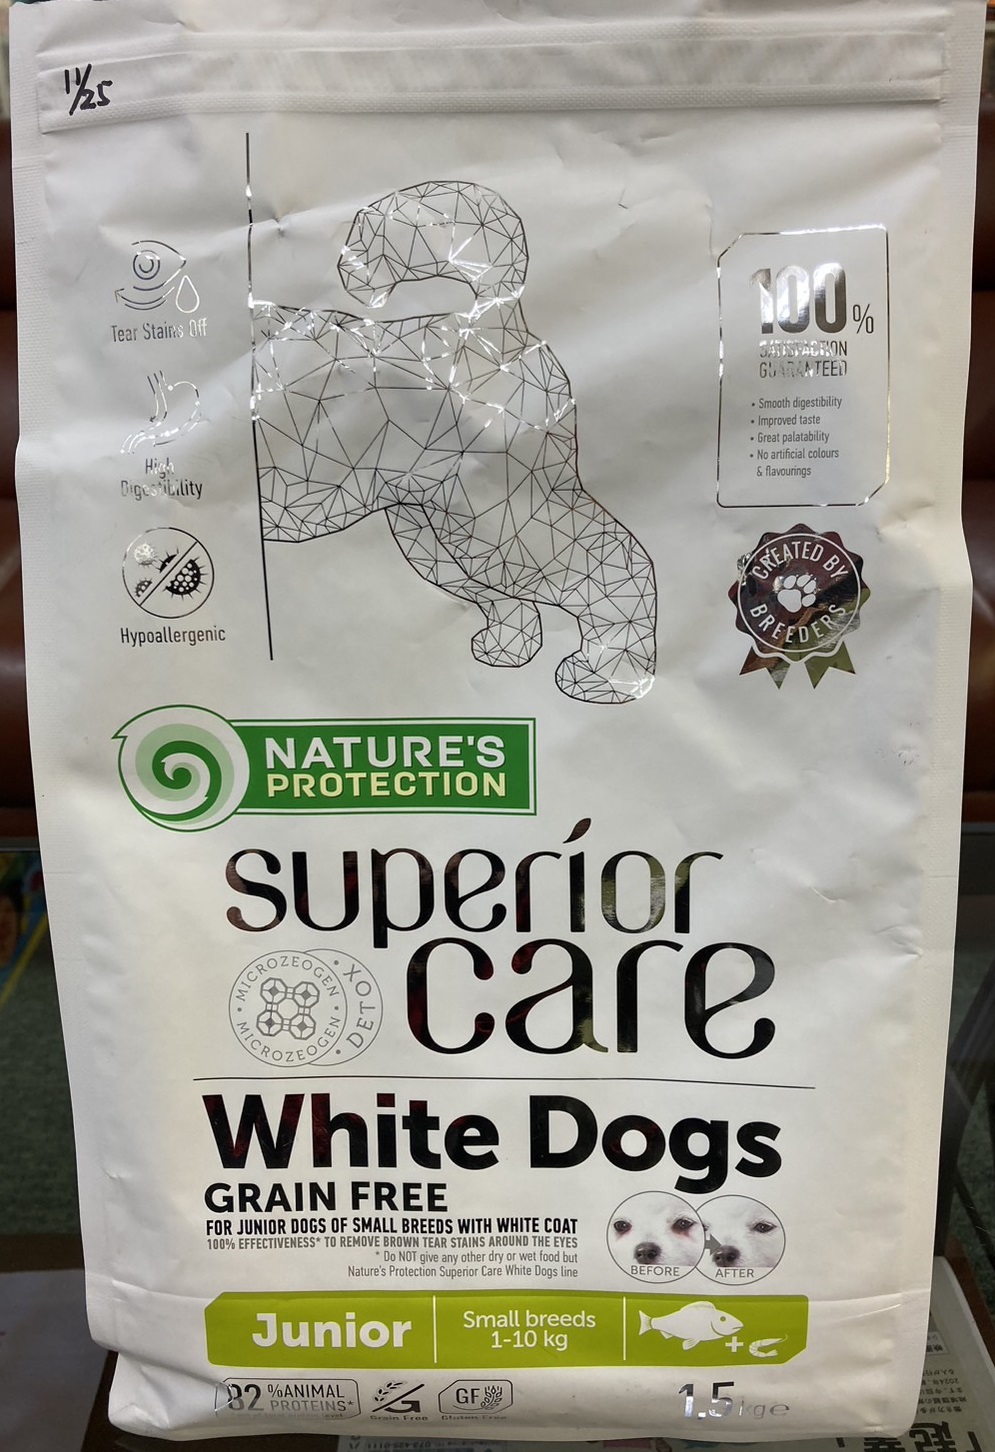 11/25
Tear Stains Off
High
Digestibility
Hypoallergenic
100%
SATISFACTION
GUARANTEED
• Smooth digestibility
• Improved taste
• Great palatability
• No artificial colours
& flavourings
CREATED BY
BREEDERS
NATURE'S
PROTECTION
superior
care
MICROZEOGEN • MICROZEOGEN •
DETOX
White Dogs
GRAIN FREE
FOR JUNIOR DOGS OF SMALL BREEDS WITH WHITE COAT
100% EFFECTIVENESS* TO REMOVE BROWN TEAR STAINS AROUND THE EYES
* Do NOT give any other dry or wet food but
Nature's Protection Superior Care White Dogs line
BEFORE
AFTER
Junior
Small breeds
1-10 kg
+
82 %ANIMAL
PROTEINS*
Grain Free
GF
Gluten Free
1.5 kg e